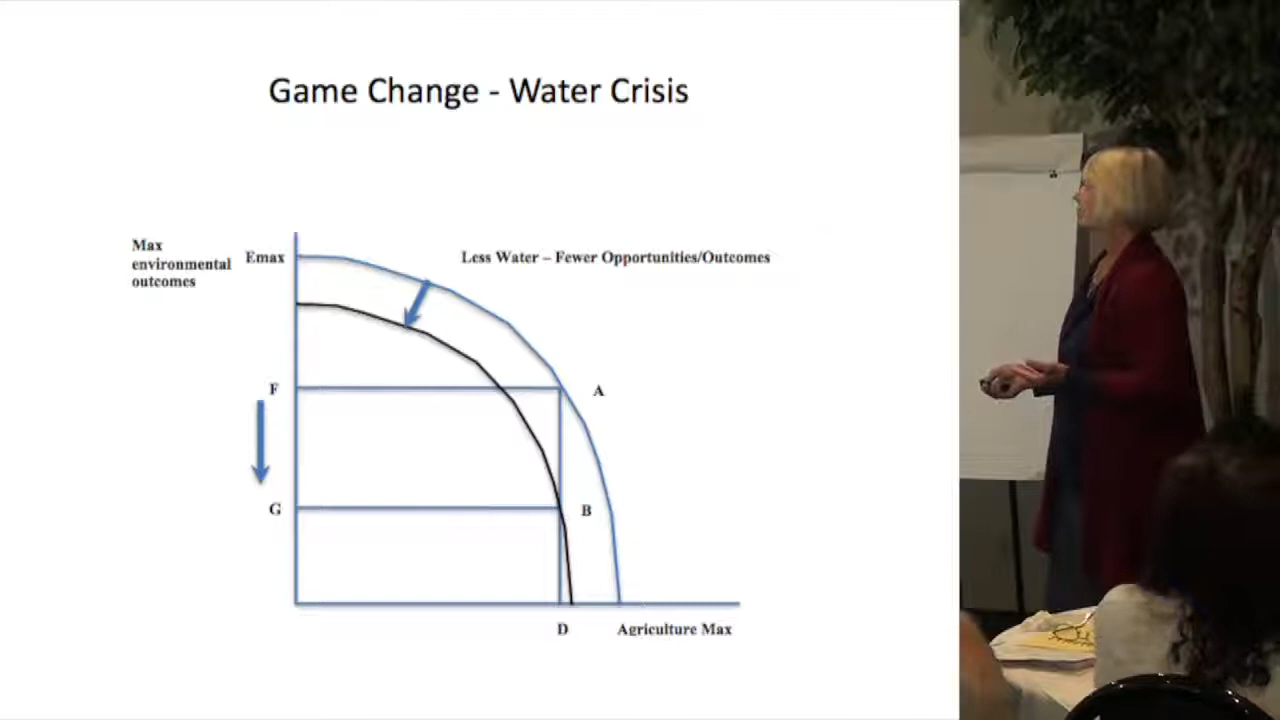 Game Change - Water Crisis
Max
environmental
outcomes
Emax
Less Water – Fewer Opportunities/Outcomes
F
A
G
B
D
Agriculture Max